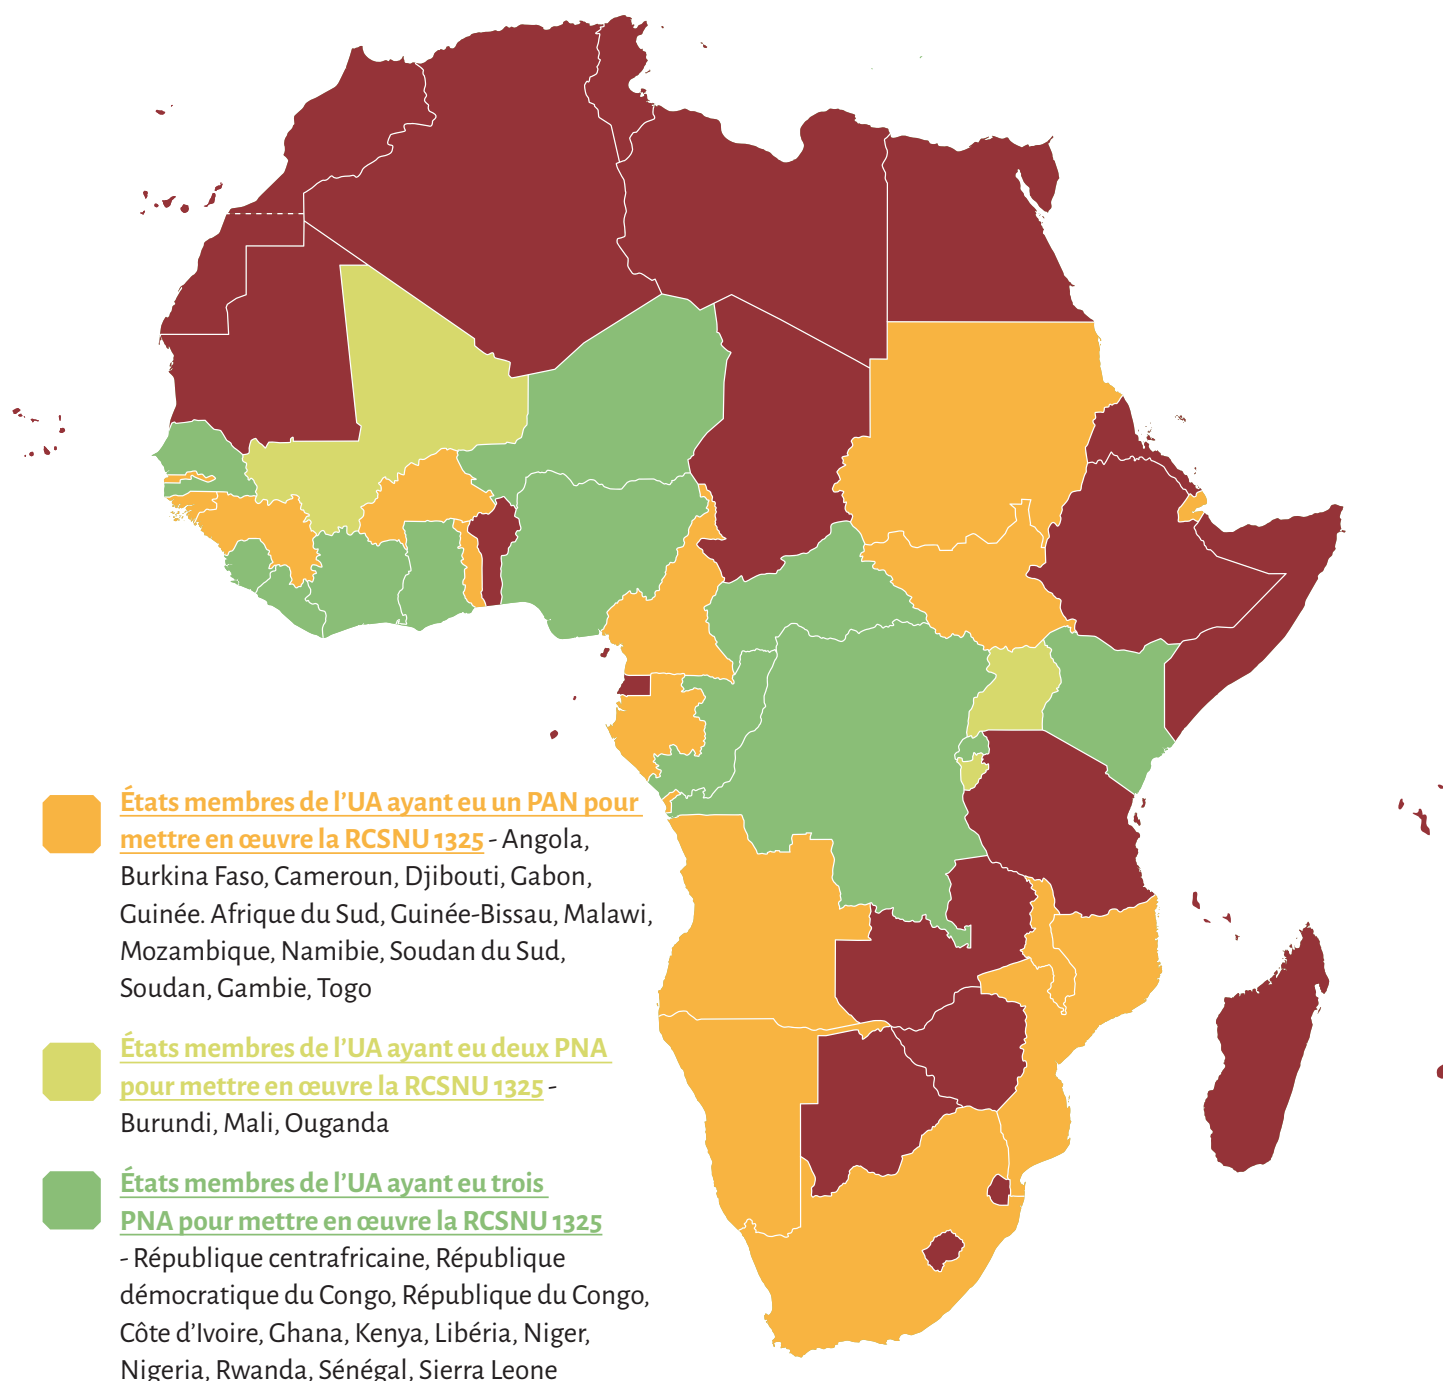 États membres de l’UA ayant eu un PAN pour
mettre en œuvre la RCSNU 1325 - Angola,
Burkina Faso, Cameroun, Djibouti, Gabon,
Guinée. Afrique du Sud, Guinée-Bissau, Malawi,
Mozambique, Namibie, Soudan du Sud,
Soudan, Gambie, Togo
États membres de l’UA ayant eu deux PNA
pour mettre en œuvre la RCSNU 1325 -
Burundi, Mali, Ouganda
États membres de l’UA ayant eu trois
PNA pour mettre en œuvre la RCSNU 1325
- République centrafricaine, République
démocratique du Congo, République du Congo,
Côte d’Ivoire, Ghana, Kenya, Libéria, Niger,
Nigeria, Rwanda, Sénégal, Sierra Leone